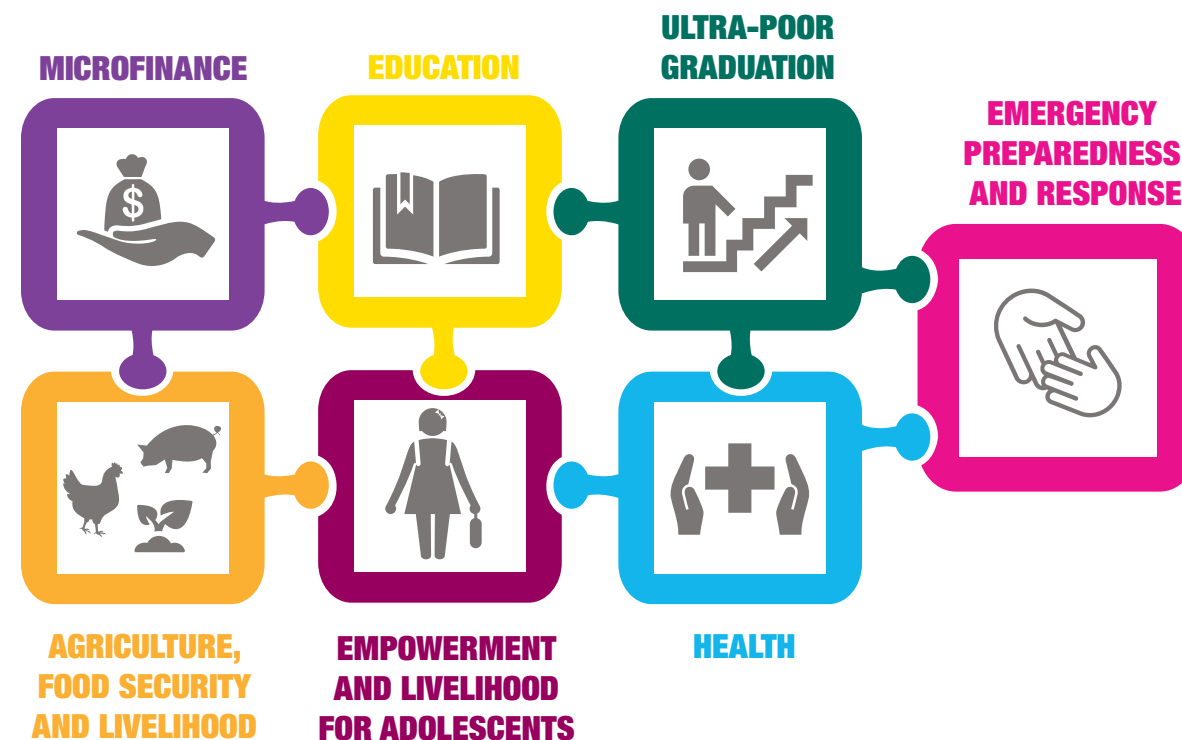 MICROFINANCE
EDUCATION
ULTRA-POOR
GRADUATION
EMERGENCY
PREPAREDNESS
AND RESPONSE
$
AGRICULTURE,
FOOD SECURITY
AND LIVELIHOOD
EMPOWERMENT
AND LIVELIHOOD
FOR ADOLESCENTS
HEALTH